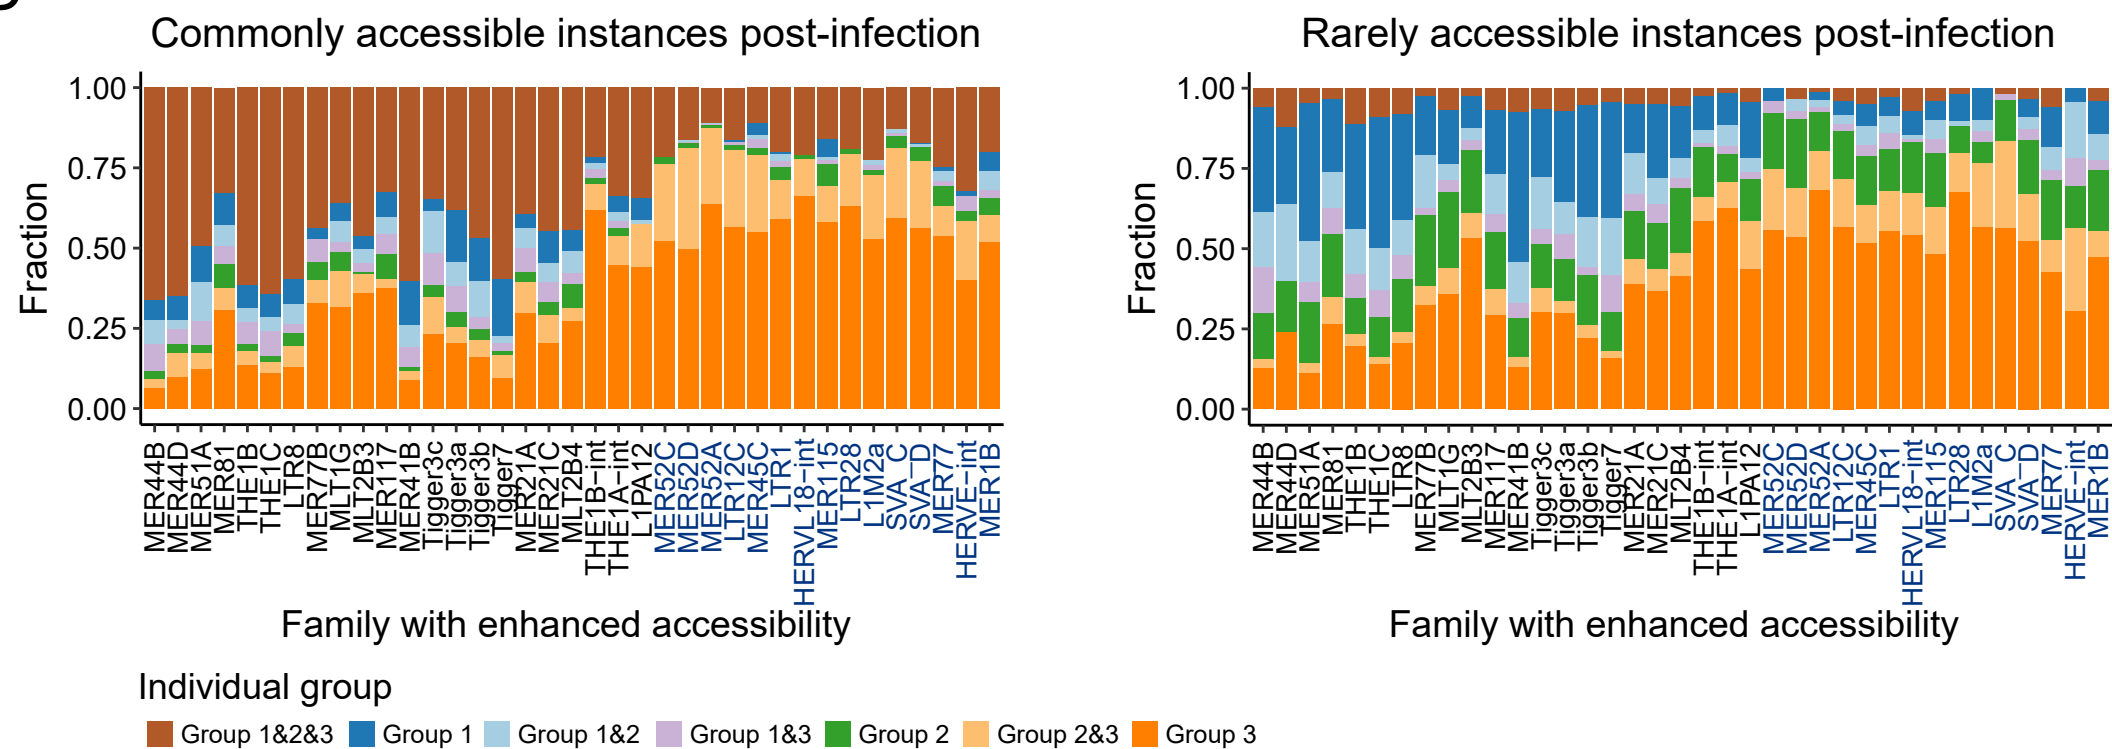 Commonly accessible instances post-infection
Fraction
1.00
0.75
0.50
0.25
0.00
MER44B
MER44D
MER51A
MER81
THE1B
THE1C
LTR8
MER77B
MLT1G
MLT2B3
MER117
MER41B
Tigger3c
Tigger3a
Tigger3b
Tigger7
MER21A
MER21C
MLT2B4
THE1B-int
THE1A-int
L1PA12
MER52C
MER52D
MER52A
LTR12C
MER45C
LTR1
HERVL18-int
MER115
LTR28
L1M2a
SVA_C
SVA_D
MER77
HERVE-int
MER1B
Family with enhanced accessibility
Rarely accessible instances post-infection
Fraction
1.00
0.75
0.50
0.25
0.00
MER44B
MER44D
MER51A
MER81
THE1B
THE1C
LTR8
MER77B
MLT1G
MLT2B3
MER117
MER41B
Tigger3c
Tigger3a
Tigger3b
Tigger7
MER21A
MER21C
MLT2B4
THE1B-int
THE1A-int
L1PA12
MER52C
MER52D
MER52A
LTR12C
MER45C
LTR1
HERVL18-int
MER115
LTR28
L1M2a
SVA_C
SVA_D
MER77
HERVE-int
MER1B
Family with enhanced accessibility
Individual group
Group 1&2&3 Group 1 Group 1&2 Group 1&3 Group 2 Group 2&3 Group 3